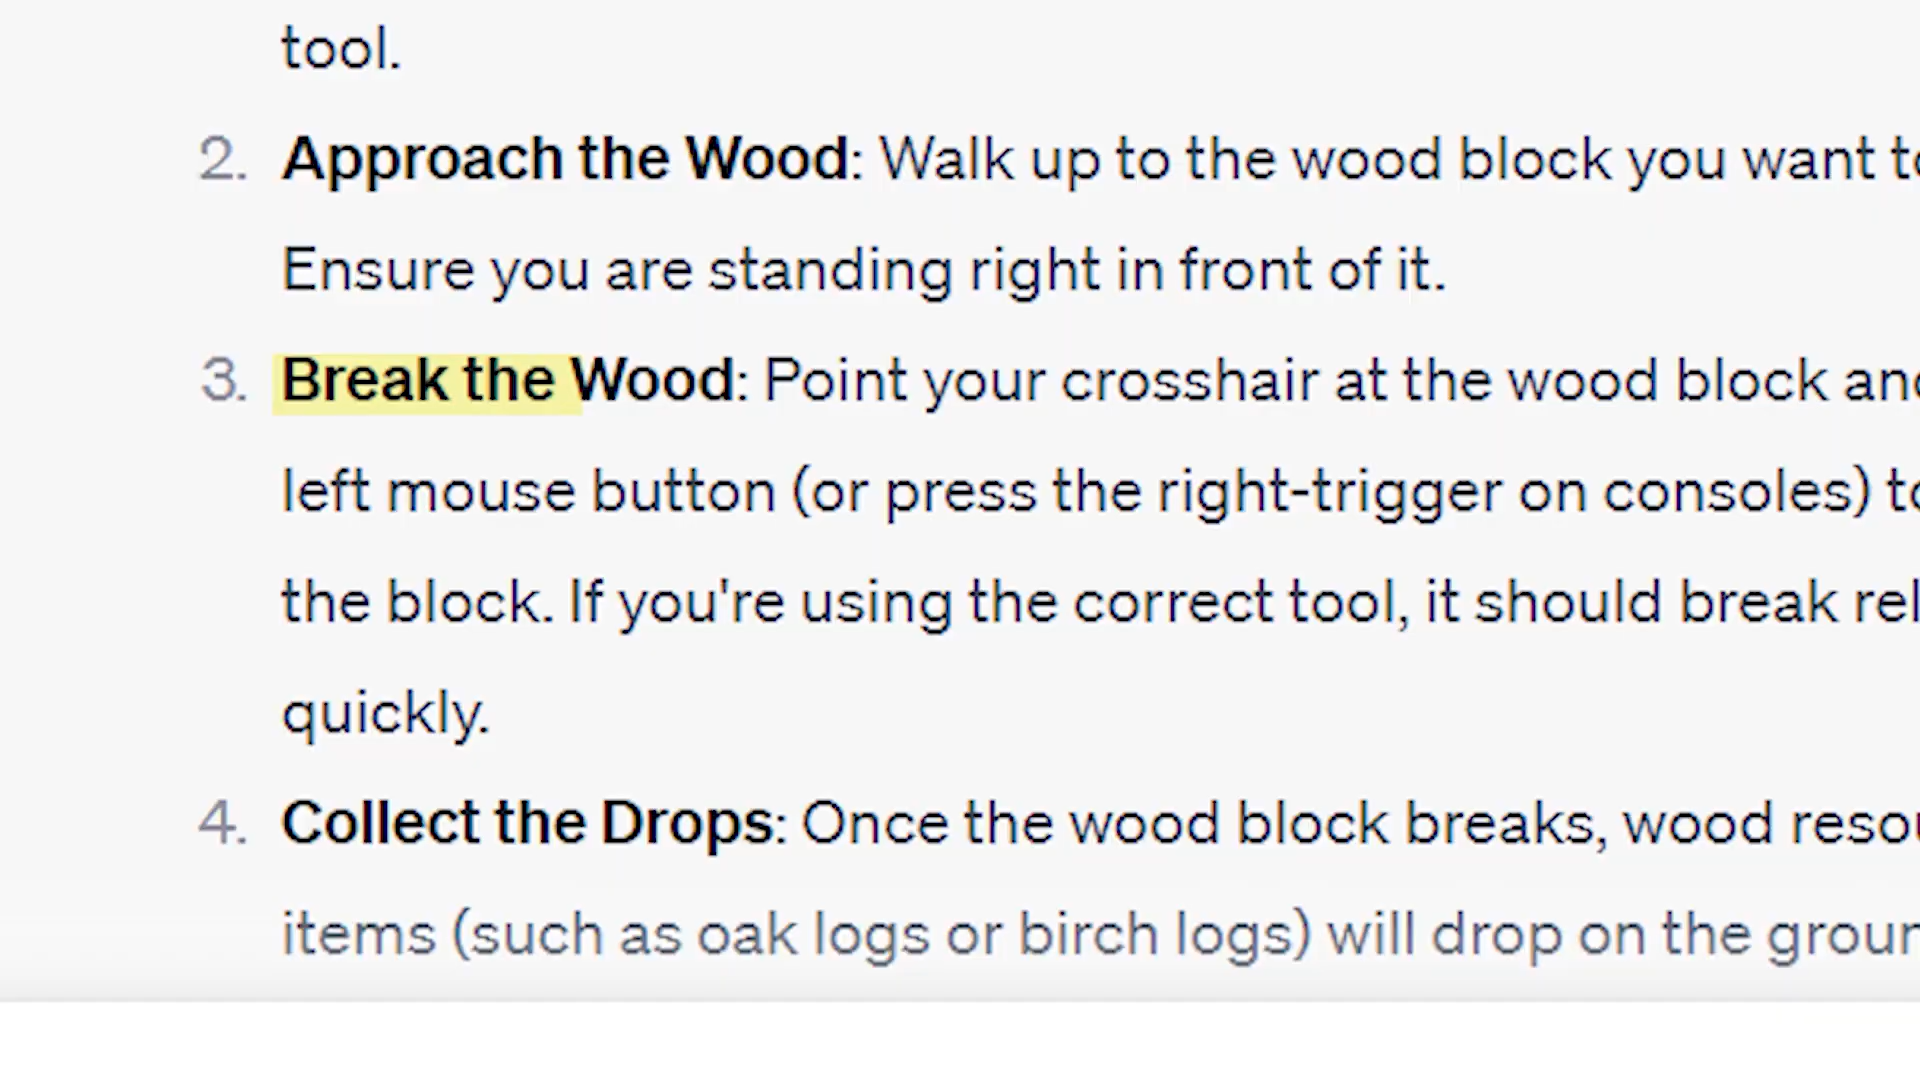 tool.
2. Approach the Wood: Walk up to the wood block you want
Ensure you are standing right in front of it.
3. Break the Wood: Point your crosshair at the wood block
left mouse button (or press the right-trigger on consoles)
the block. If you're using the correct tool, it should break
quickly.
4. Collect the Drops: Once the wood block breaks, wood
items (such as oak logs or birch logs) will drop on the